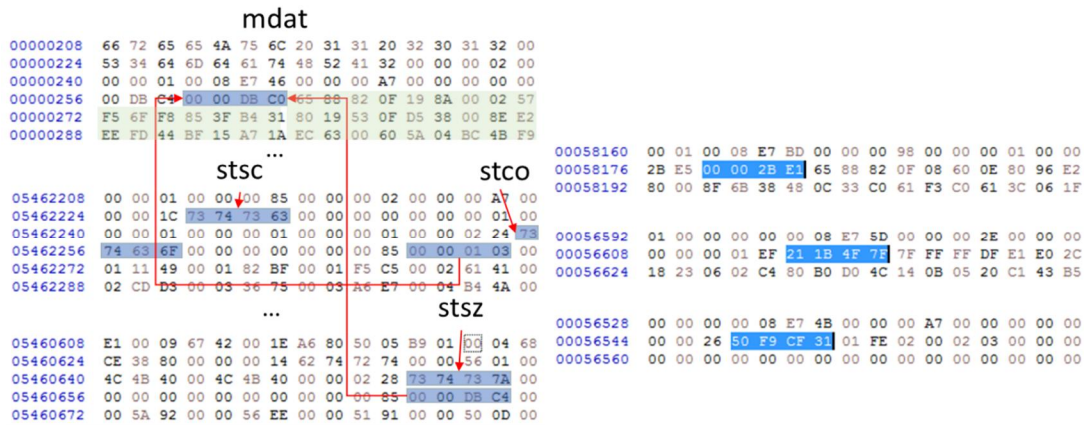 mdat
00000208 66 72 65 65 4A 75 6C 20 31 31 20 32 30 31 32 00
00000224 53 34 64 6D 64 61 74 48 52 41 32 00 00 00 02 00
00000240 00 00 01 00 08 E7 46 00 00 00 A7 00 00 00 00 00
00000256 00 DB C4 00 00 DB C0 65 88 82 0F 19 8A 00 02 57
00000272 F5 6F F8 85 3F B4 31 80 19 53 0F D5 38 00 8E E2
00000288 EE FD 44 BF 15 A7 1A EC 63 00 60 5A 04 BC 4B F9
...
stsc
stco
05462208 00 00 01 00 00 00 85 00 00 00 02 00 00 00 A7 00
05462224 00 1C 73 74 73 63 00 00 00 00 00 00 00 01 00
05462240 00 00 01 00 00 00 01 00 00 00 01 00 00 02 24 73
05462256 74 63 6F 00 00 00 00 00 00 00 85 00 00 01 03 00
05462272 01 11 49 00 01 82 BF 00 01 F5 C5 00 02 61 41 00
05462288 02 CD D3 00 03 36 75 00 03 A6 E7 00 04 B4 4A 00
...
stsz
05460608 E1 00 09 67 42 00 1E A6 80 50 05 B9 01 00 04 68
05460624 CE 38 80 00 00 00 14 62 74 72 74 00 00 56 01 00
05460640 4C 4B 40 00 4C 4B 40 00 00 02 28 73 74 73 7A 00
05460656 00 00 00 00 00 00 00 00 00 00 85 00 00 DB C4 00
05460672 00 5A 92 00 00 56 EE 00 00 51 91 00 00 50 0D 00
00058160 00 01 00 08 E7 BD 00 00 00 98 00 00 00 01 00 00
00058176 2B E5 00 00 2B E1 65 88 82 0F 08 60 0E 80 96 E2
00058192 80 00 8F 6B 38 48 0C 33 C0 61 F3 C0 61 3C 06 1F
00056592 01 00 00 00 00 00 08 E7 5D 00 00 00 2E 00 00 00
00056608 00 00 00 01 EF 21 1B 4F 7F 7F FF FF DF E1 E0 2C
00056624 18 23 06 02 C4 80 B0 D0 4C 14 0B 05 20 C1 43 B5
00056528 00 00 00 00 08 E7 4B 00 00 00 A7 00 00 00 00 00
00056544 00 00 26 50 F9 CF 31 01 FE 02 00 02 03 00 00 00
00056560 00 00 00 00 00 00 00 00 00 00 00 00 00 00 00 00